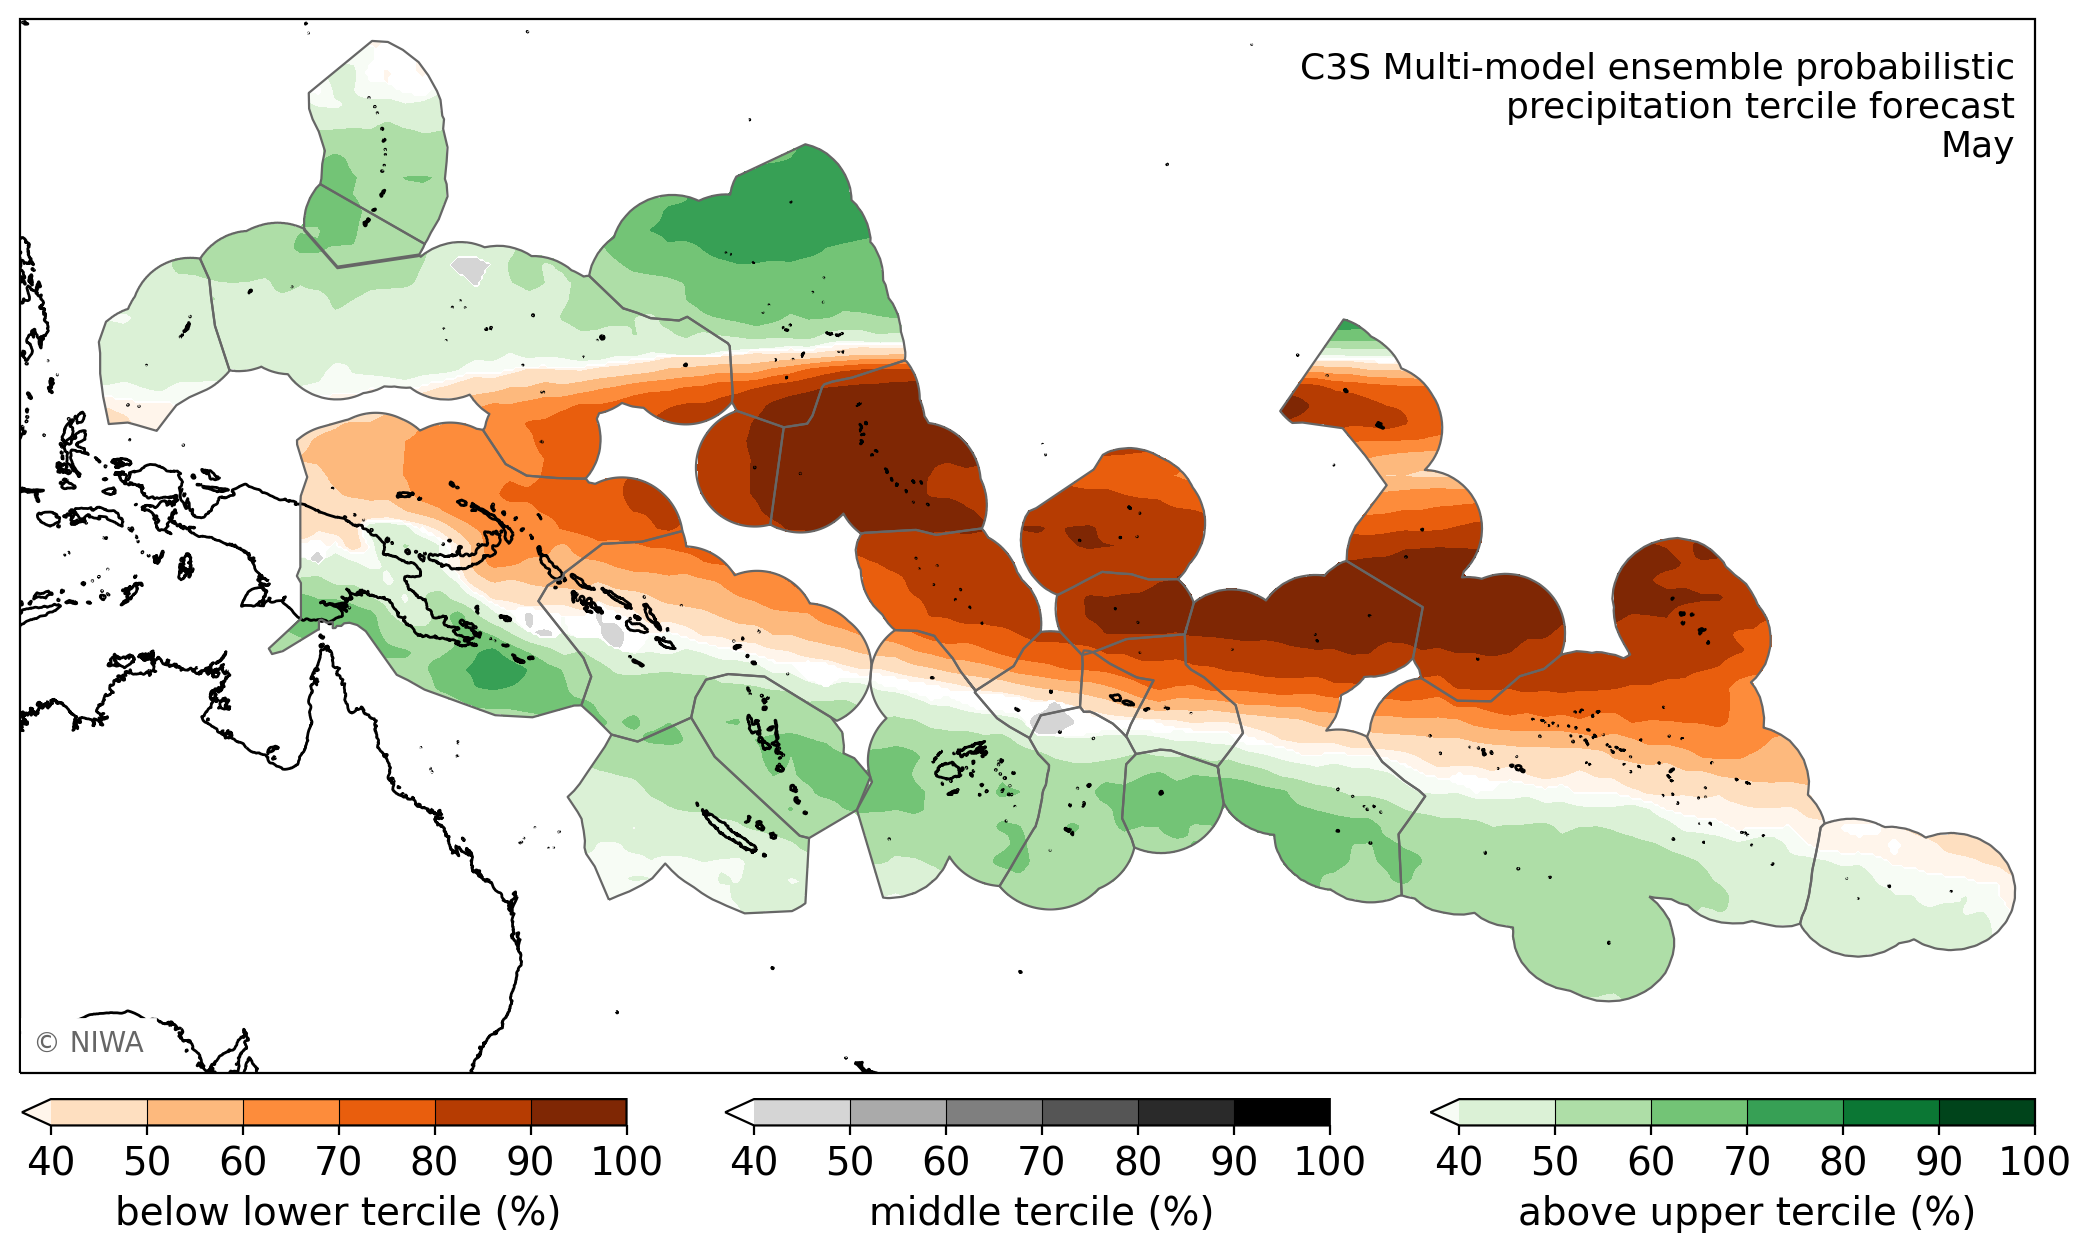 C3S Multi-model ensemble probabilistic
precipitation tercile forecast
May
© NIWA
40 50 60 70 80 90 100
below lower tercile (%)
40 50 60 70 80 90 100
middle tercile (%)
40 50 60 70 80 90 100
above upper tercile (%)